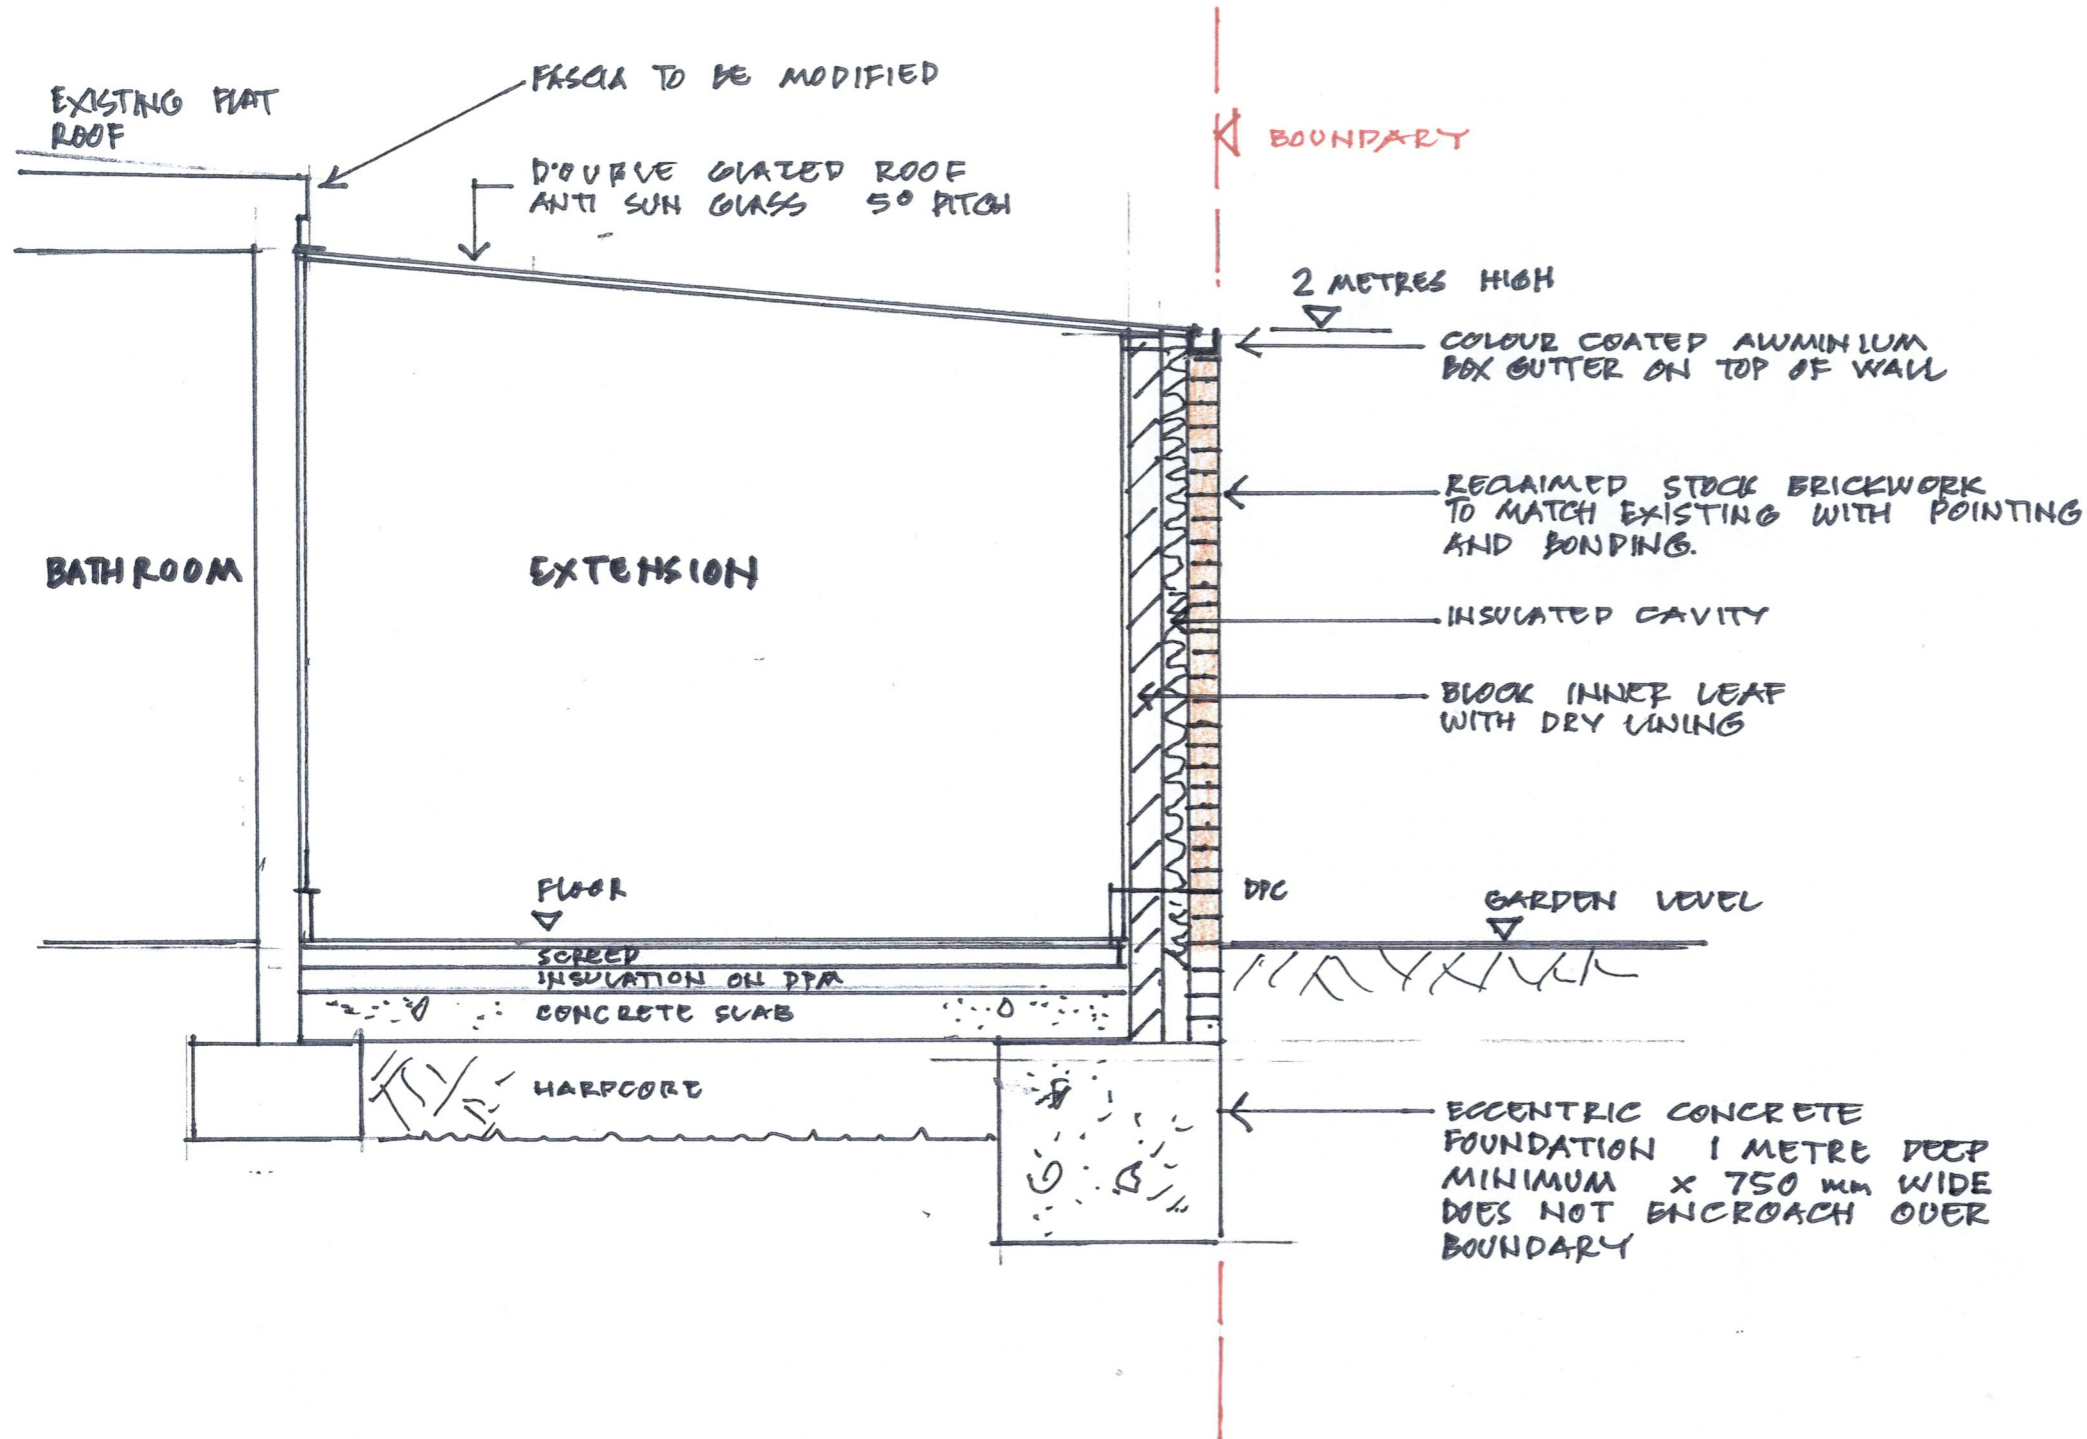 EXISTING FLAT
ROOF
FASCIA TO BE MODIFIED
DOUBLE GLAZED ROOF
ANTI SUN GLASS 5° PITCH
BOUNDARY
2 METRES HIGH
COLOUR COATED ALUMINIUM
BOX GUTTER ON TOP OF WALL
RECLAIMED STOCK BRICKWORK
TO MATCH EXISTING WITH POINTING
AND BONDING.
BATHROOM
EXTENSION
INSULATED CAVITY
BLOCK INNER LEAF
WITH DRY LINING
FLOOR
DPC
GARDEN LEVEL
SCREED
INSULATION ON DPM
CONCRETE SLAB
HARDCORE
ECCENTRIC CONCRETE
FOUNDATION 1 METRE DEEP
MINIMUM x 750 mm WIDE
DOES NOT ENCROACH OVER
BOUNDARY